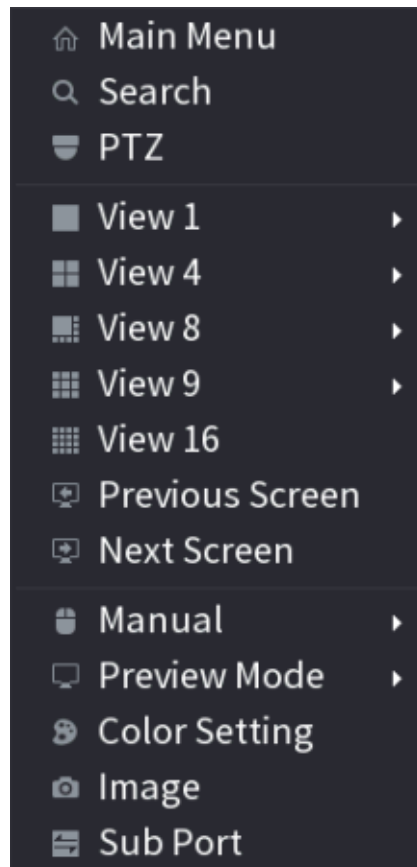 Main Menu
Search
PTZ
View 1
View 4
View 8
View 9
View 16
Previous Screen
Next Screen
Manual
Preview Mode
Color Setting
Image
Sub Port